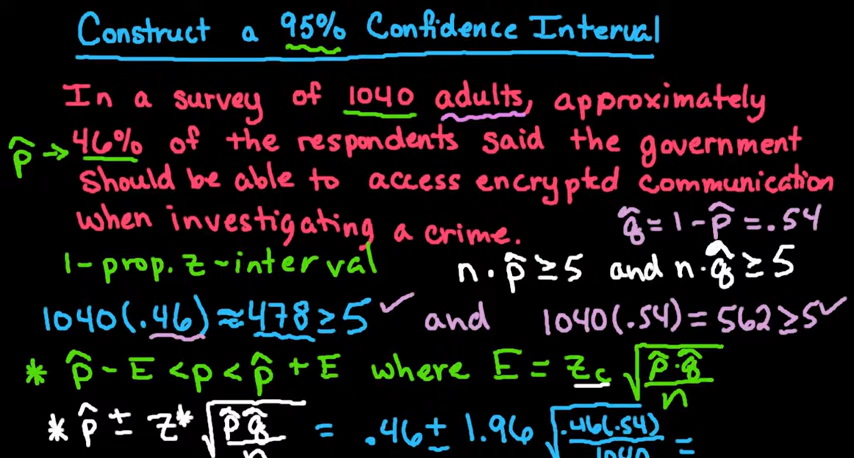 Construct a 95% Confidence Interval
In a survey of 1040 adults, approximately
p̂ → 46% of the respondents said the government
should be able to access encrypted communication
when investigating a crime.
q̂ = 1 - p̂ = .54
1-prop. z-interval
n · p̂ ≥ 5 and n · q̂ ≥ 5
1040(.46) ≈ 478 ≥ 5 ✓ and 1040(.54) = 562 ≥ 5 ✓
* p̂ - E < p < p̂ + E where E = z_c √(p̂·q̂/n)
* p̂ ± z* √(p̂q̂/n) = .46 ± 1.96 √(.46(.54)/1040) =